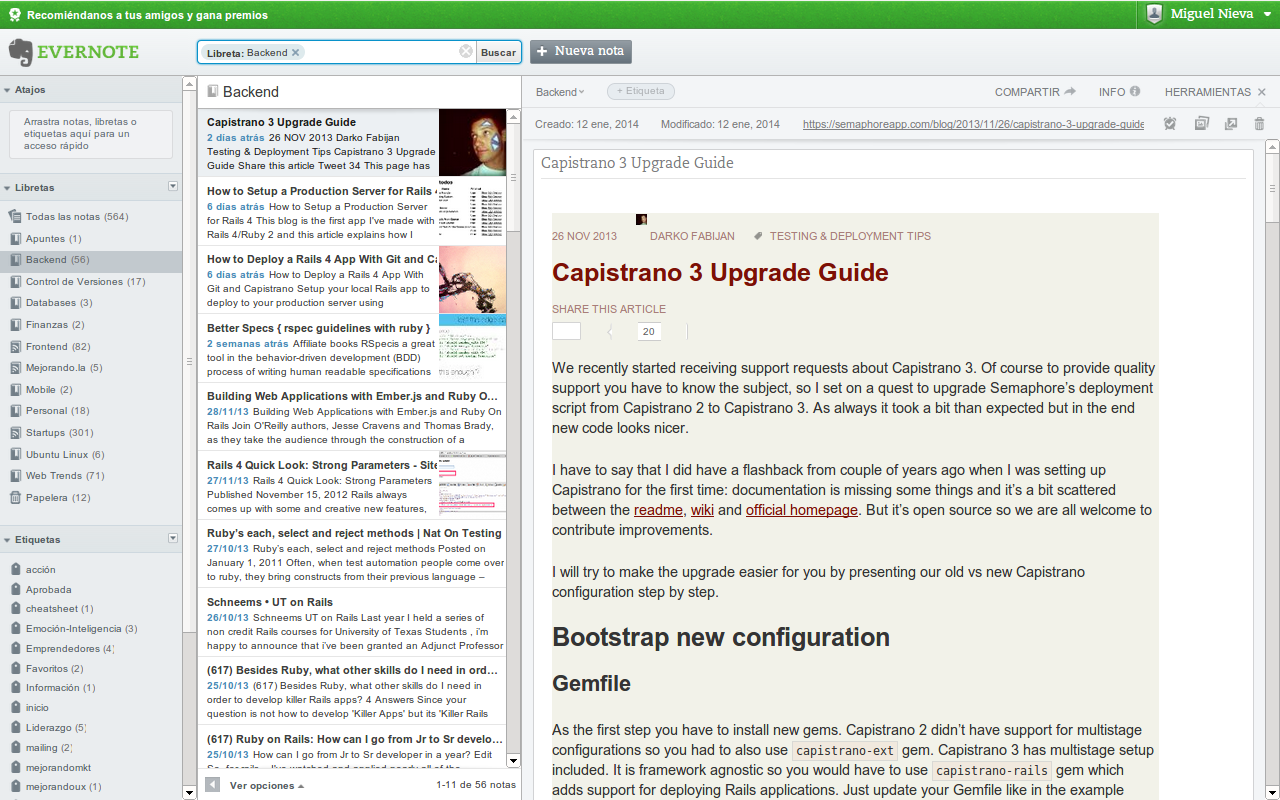 Recomiéndanos a tus amigos y gana premios
Miguel Nieva
EVERNOTE
Libreta: Backend
Buscar
+ Nueva nota
Atajos
Arrastra notas, libretas o
etiquetas aquí para un
acceso rápido
Libretas
Todas las notas (564)
Apuntes (1)
Backend (56)
Control de Versiones (17)
Databases (3)
Finanzas (2)
Frontend (82)
Mejorando.la (5)
Mobile (2)
Personal (18)
Startups (301)
Ubuntu Linux (6)
Web Trends (71)
Papelera (12)
Etiquetas
acción
Aprobada
cheatsheet (1)
Emoción-Inteligencia (3)
Emprendedores (4)
Favoritos (2)
Información (1)
inicio
Liderazgo (5)
mailing (2)
mejorandomkt
mejorandoux (1)
Backend
Capistrano 3 Upgrade Guide
2 días atrás 26 NOV 2013 Darko Fabijan
Testing & Deployment Tips Capistrano 3 Upgrade
Guide Share this article Tweet 34 This page has
How to Setup a Production Server for Rails 4
6 días atrás How to Setup a Production Server
for Rails 4 This blog is the first app I've made with
Rails 4/Ruby 2 and this article explains how I
How to Deploy a Rails 4 App With Git and Ca
6 días atrás How to Deploy a Rails 4 App With
Git and Capistrano Setup your local Rails app to
deploy to your production server using
Better Specs { rspec guidelines with ruby }
2 semanas atrás Affiliate books RSpecis a great
tool in the behavior-driven development (BDD)
process of writing human readable specifications
Building Web Applications with Ember.js and Ruby O...
28/11/13 Building Web Applications with Ember.js and Ruby On
Rails Join O'Reilly authors, Jesse Cravens and Thomas Brady,
as they take the audience through the construction of a
Rails 4 Quick Look: Strong Parameters - Site
27/11/13 Rails 4 Quick Look: Strong Parameters
Published November 15, 2012 Rails always
comes up with some and creative new features,
Ruby's each, select and reject methods | Nat On Testing
27/10/13 Ruby's each, select and reject methods Posted on
January 1, 2011 Often, when test automation people come over
to ruby, they bring constructs from their previous language –
Schneems • UT on Rails
26/10/13 Schneems UT on Rails Last year I held a series of
non credit Rails courses for University of Texas Students , i'm
happy to announce that i've been granted an Adjunct Professor
(617) Besides Ruby, what other skills do I need in ord...
25/10/13 (617) Besides Ruby, what other skills do I need in
order to develop killer Rails apps? 4 Answers Since your
question is not how to develop 'Killer Apps' but its 'Killer Rails
(617) Ruby on Rails: How can I go from Jr to Sr develo...
25/10/13 How can I go from Jr to Sr developer in a year? Edit
Ver opciones
1-11 de 56 notas
Backend
+ Etiqueta
COMPARTIR
INFO
HERRAMIENTAS
Creado: 12 ene, 2014
Modificado: 12 ene, 2014
https://semaphoreapp.com/blog/2013/11/26/capistrano-3-upgrade-guide
Capistrano 3 Upgrade Guide
26 NOV 2013
DARKO FABIJAN
TESTING & DEPLOYMENT TIPS
Capistrano 3 Upgrade Guide
SHARE THIS ARTICLE
20
We recently started receiving support requests about Capistrano 3. Of course to provide quality
support you have to know the subject, so I set on a quest to upgrade Semaphore's deployment
script from Capistrano 2 to Capistrano 3. As always it took a bit than expected but in the end
new code looks nicer.
I have to say that I did have a flashback from couple of years ago when I was setting up
Capistrano for the first time: documentation is missing some things and it's a bit scattered
between the readme, wiki and official homepage. But it's open source so we are all welcome to
contribute improvements.
I will try to make the upgrade easier for you by presenting our old vs new Capistrano
configuration step by step.
Bootstrap new configuration
Gemfile
As the first step you have to install new gems. Capistrano 2 didn't have support for multistage
configurations so you had to also use capistrano-ext gem. Capistrano 3 has multistage setup
included. It is framework agnostic so you would have to use capistrano-rails gem which
adds support for deploying Rails applications. Just update your Gemfile like in the example